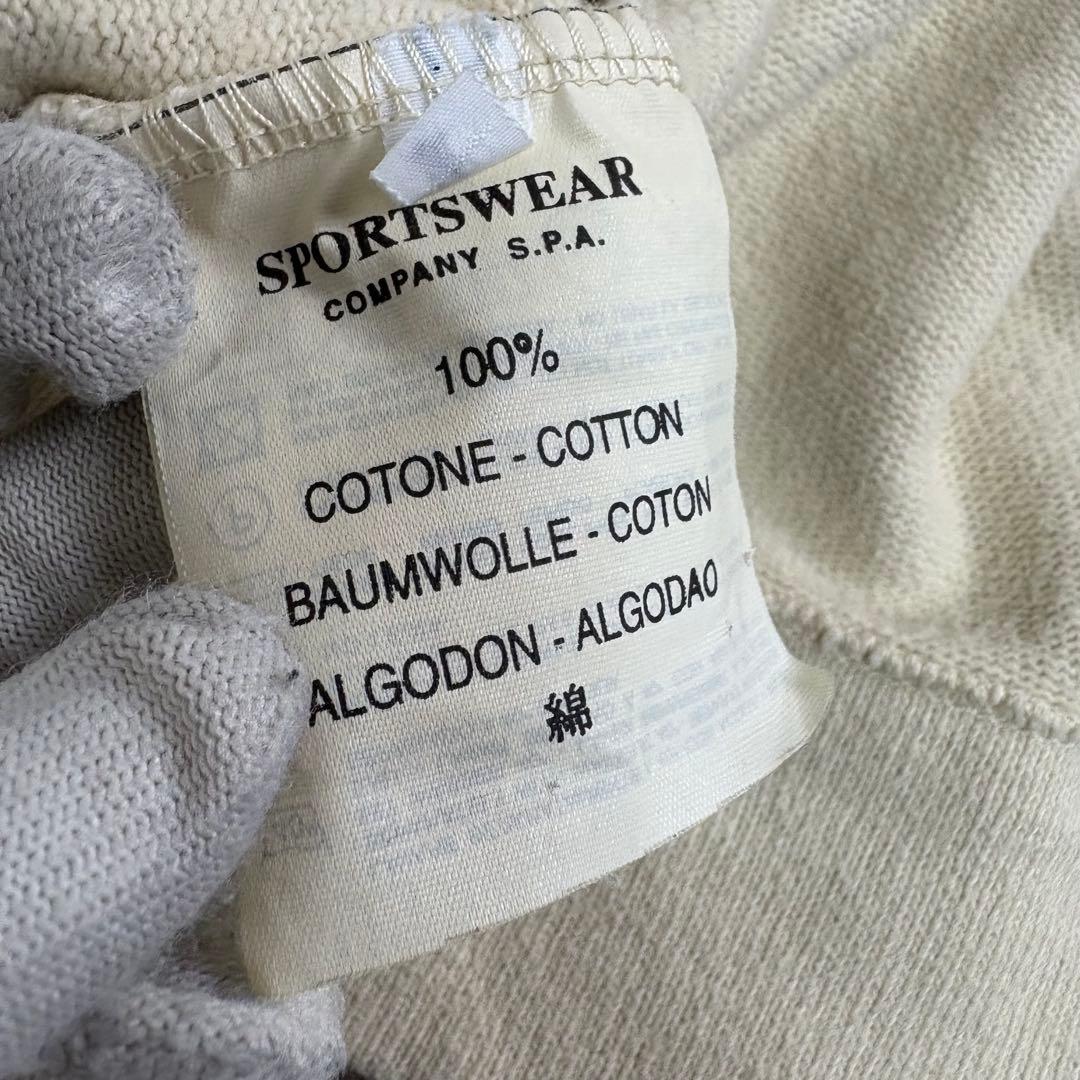 SPORTSWEAR
COMPANY S.P.A.
100%
COTONE - COTTON
BAUMWOLLE - COTON
ALGODON - ALGODAO
綿